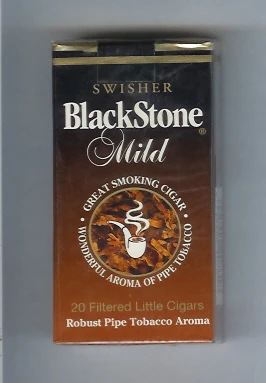 SWISHER
BlackStone®
Mild
• GREAT SMOKING CIGAR •
WONDERFUL AROMA OF PIPE TOBACCO
20 Filtered Little Cigars
Robust Pipe Tobacco Aroma